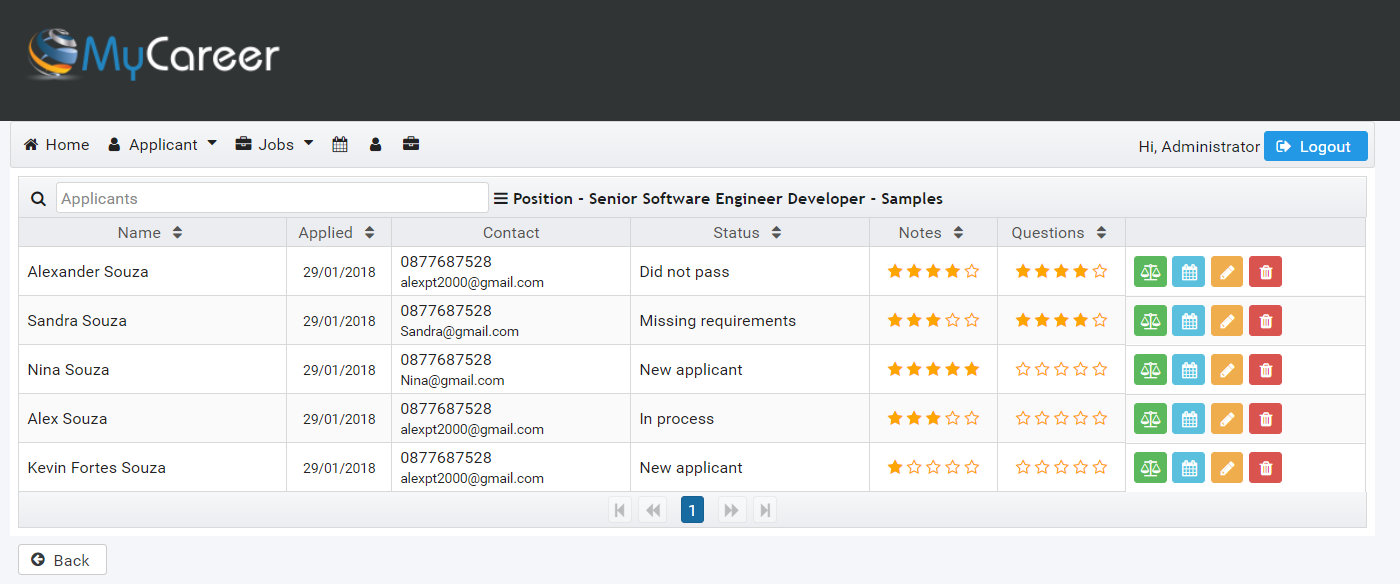 MyCareer
Home Applicant Jobs Hi, Administrator Logout
Applicants Position - Senior Software Engineer Developer - Samples
Name Applied Contact Status Notes Questions
Alexander Souza 29/01/2018 0877687528 Did not pass
alexpt2000@gmail.com
Sandra Souza 29/01/2018 0877687528 Missing requirements
Sandra@gmail.com
Nina Souza 29/01/2018 0877687528 New applicant
Nina@gmail.com
Alex Souza 29/01/2018 0877687528 In process
alexpt2000@gmail.com
Kevin Fortes Souza 29/01/2018 0877687528 New applicant
alexpt2000@gmail.com
1
Back